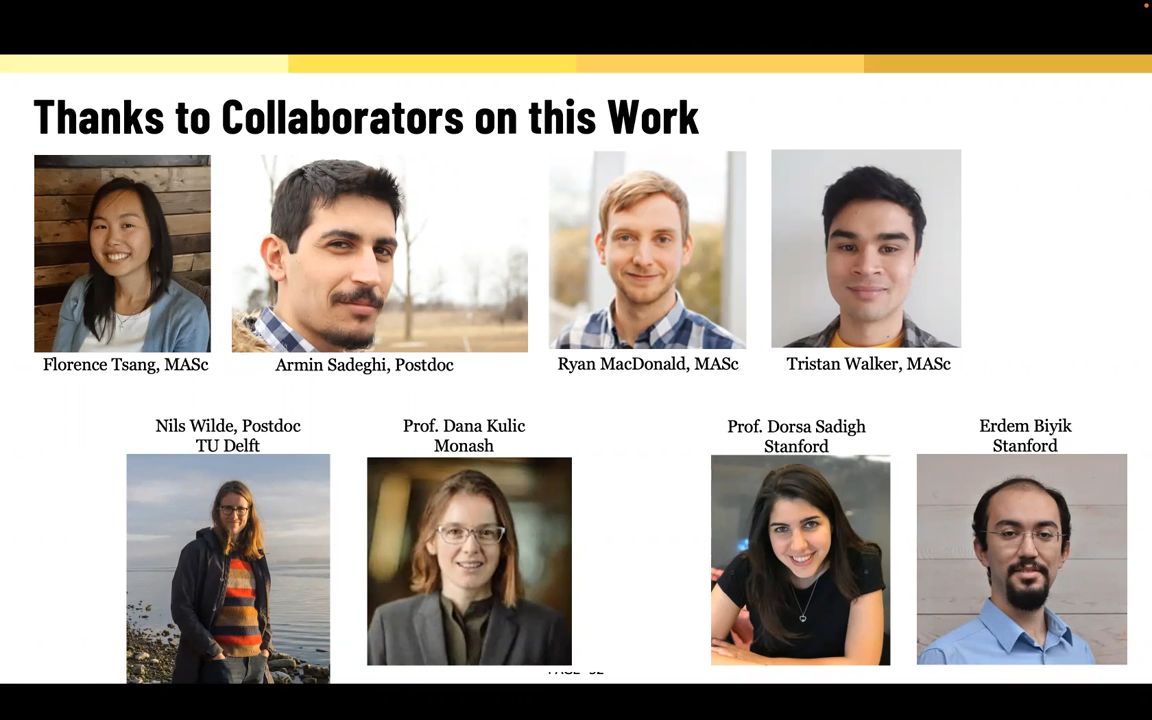 Thanks to Collaborators on this Work
Florence Tsang, MASc
Armin Sadeghi, Postdoc
Ryan MacDonald, MASc
Tristan Walker, MASc
Nils Wilde, Postdoc
TU Delft
Prof. Dana Kulic
Monash
Prof. Dorsa Sadigh
Stanford
Erdem Biyik
Stanford